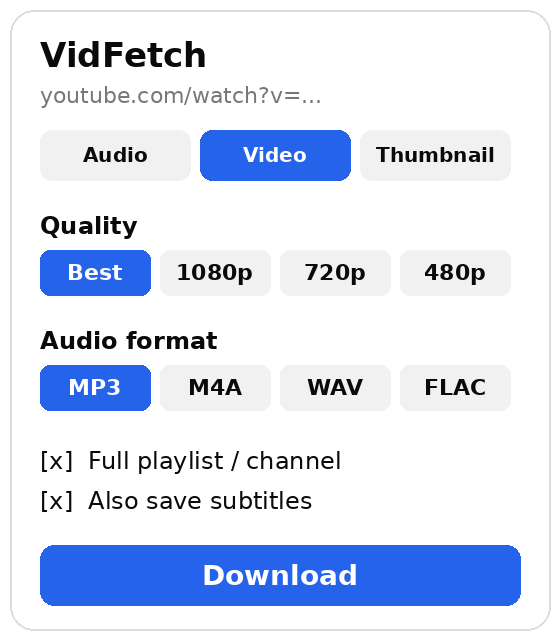 VidFetch
youtube.com/watch?v=...
Audio Video Thumbnail
Quality
Best 1080p 720p 480p
Audio format
MP3 M4A WAV FLAC
[x] Full playlist / channel
[x] Also save subtitles
Download